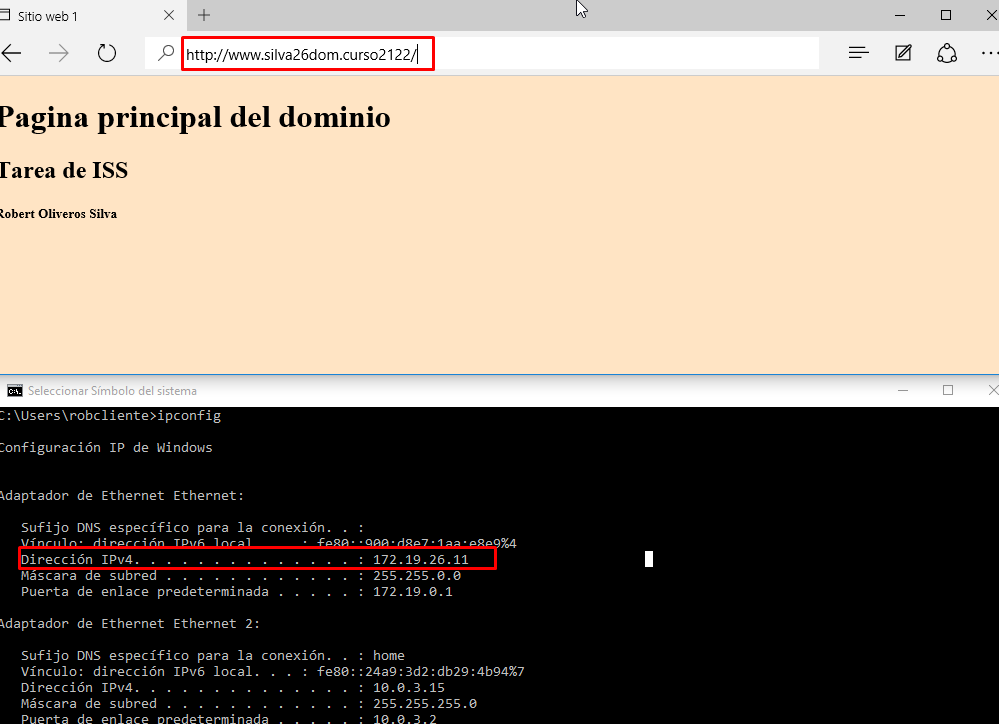 Sitio web 1
http://www.silva26dom.curso2122/
Pagina principal del dominio
Tarea de ISS
Robert Oliveros Silva
Seleccionar Símbolo del sistema
C:\Users\robcliente>ipconfig
Configuración IP de Windows
Adaptador de Ethernet Ethernet:
Sufijo DNS específico para la conexión. . :
Vínculo: dirección IPv6 local. . . : fe80::900:d8e7:1aa:e8e9%4
Dirección IPv4. . . . . . . . . . . . . . : 172.19.26.11
Máscara de subred . . . . . . . . . . . . : 255.255.0.0
Puerta de enlace predeterminada . . . . . : 172.19.0.1
Adaptador de Ethernet Ethernet 2:
Sufijo DNS específico para la conexión. . : home
Vínculo: dirección IPv6 local. . . : fe80::24a9:3d2:db29:4b94%7
Dirección IPv4. . . . . . . . . . . . . . : 10.0.3.15
Máscara de subred . . . . . . . . . . . . : 255.255.255.0
Puerta de enlace predeterminada . . . . . : 10.0.3.2